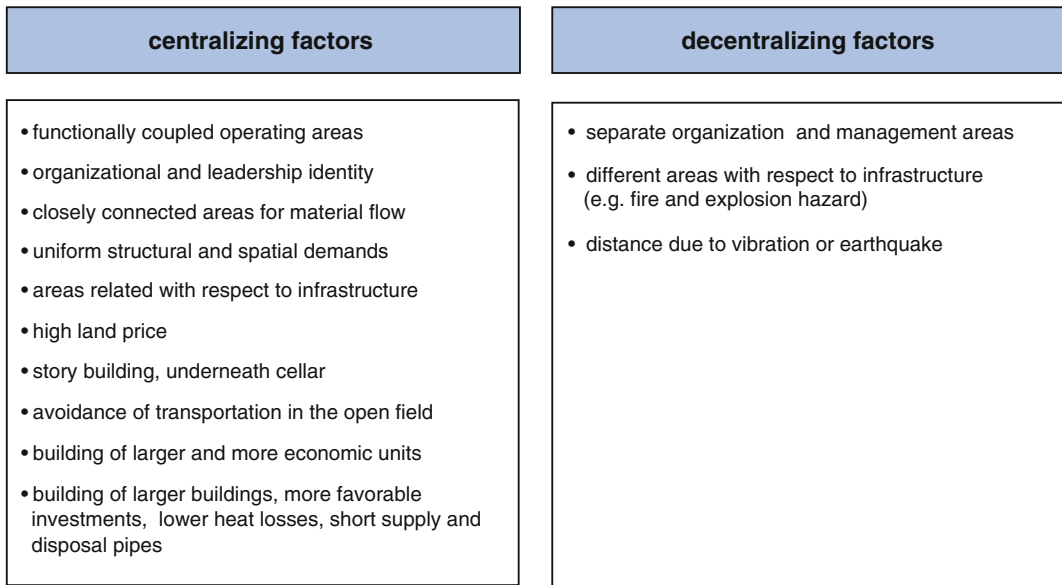 centralizing factors
• functionally coupled operating areas
• organizational and leadership identity
• closely connected areas for material flow
• uniform structural and spatial demands
• areas related with respect to infrastructure
• high land price
• story building, underneath cellar
• avoidance of transportation in the open field
• building of larger and more economic units
• building of larger buildings, more favorable
investments, lower heat losses, short supply and
disposal pipes
decentralizing factors
• separate organization and management areas
• different areas with respect to infrastructure
(e.g. fire and explosion hazard)
• distance due to vibration or earthquake